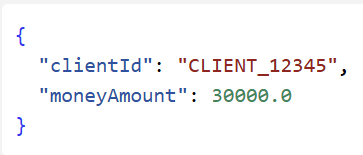 {
"clientId": "CLIENT_12345",
"moneyAmount": 30000.0
}